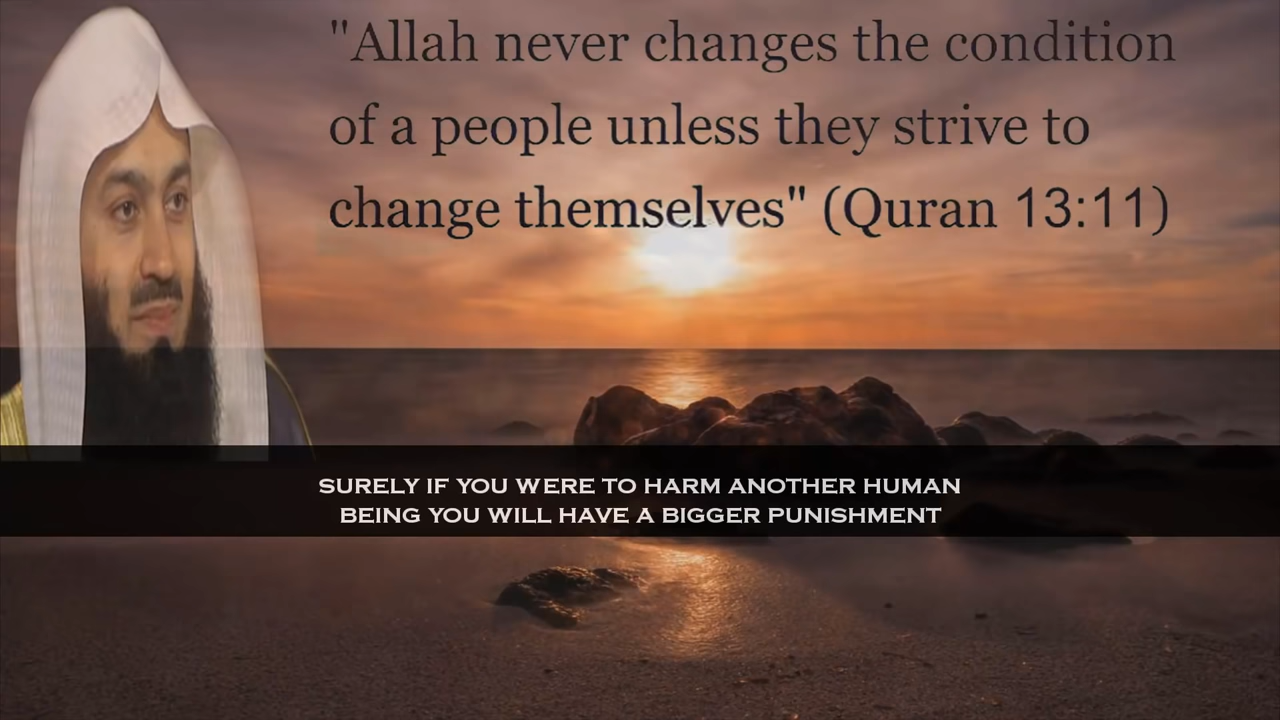 "Allah never changes the condition
of a people unless they strive to
change themselves" (Quran 13:11)
SURELY IF YOU WERE TO HARM ANOTHER HUMAN
BEING YOU WILL HAVE A BIGGER PUNISHMENT